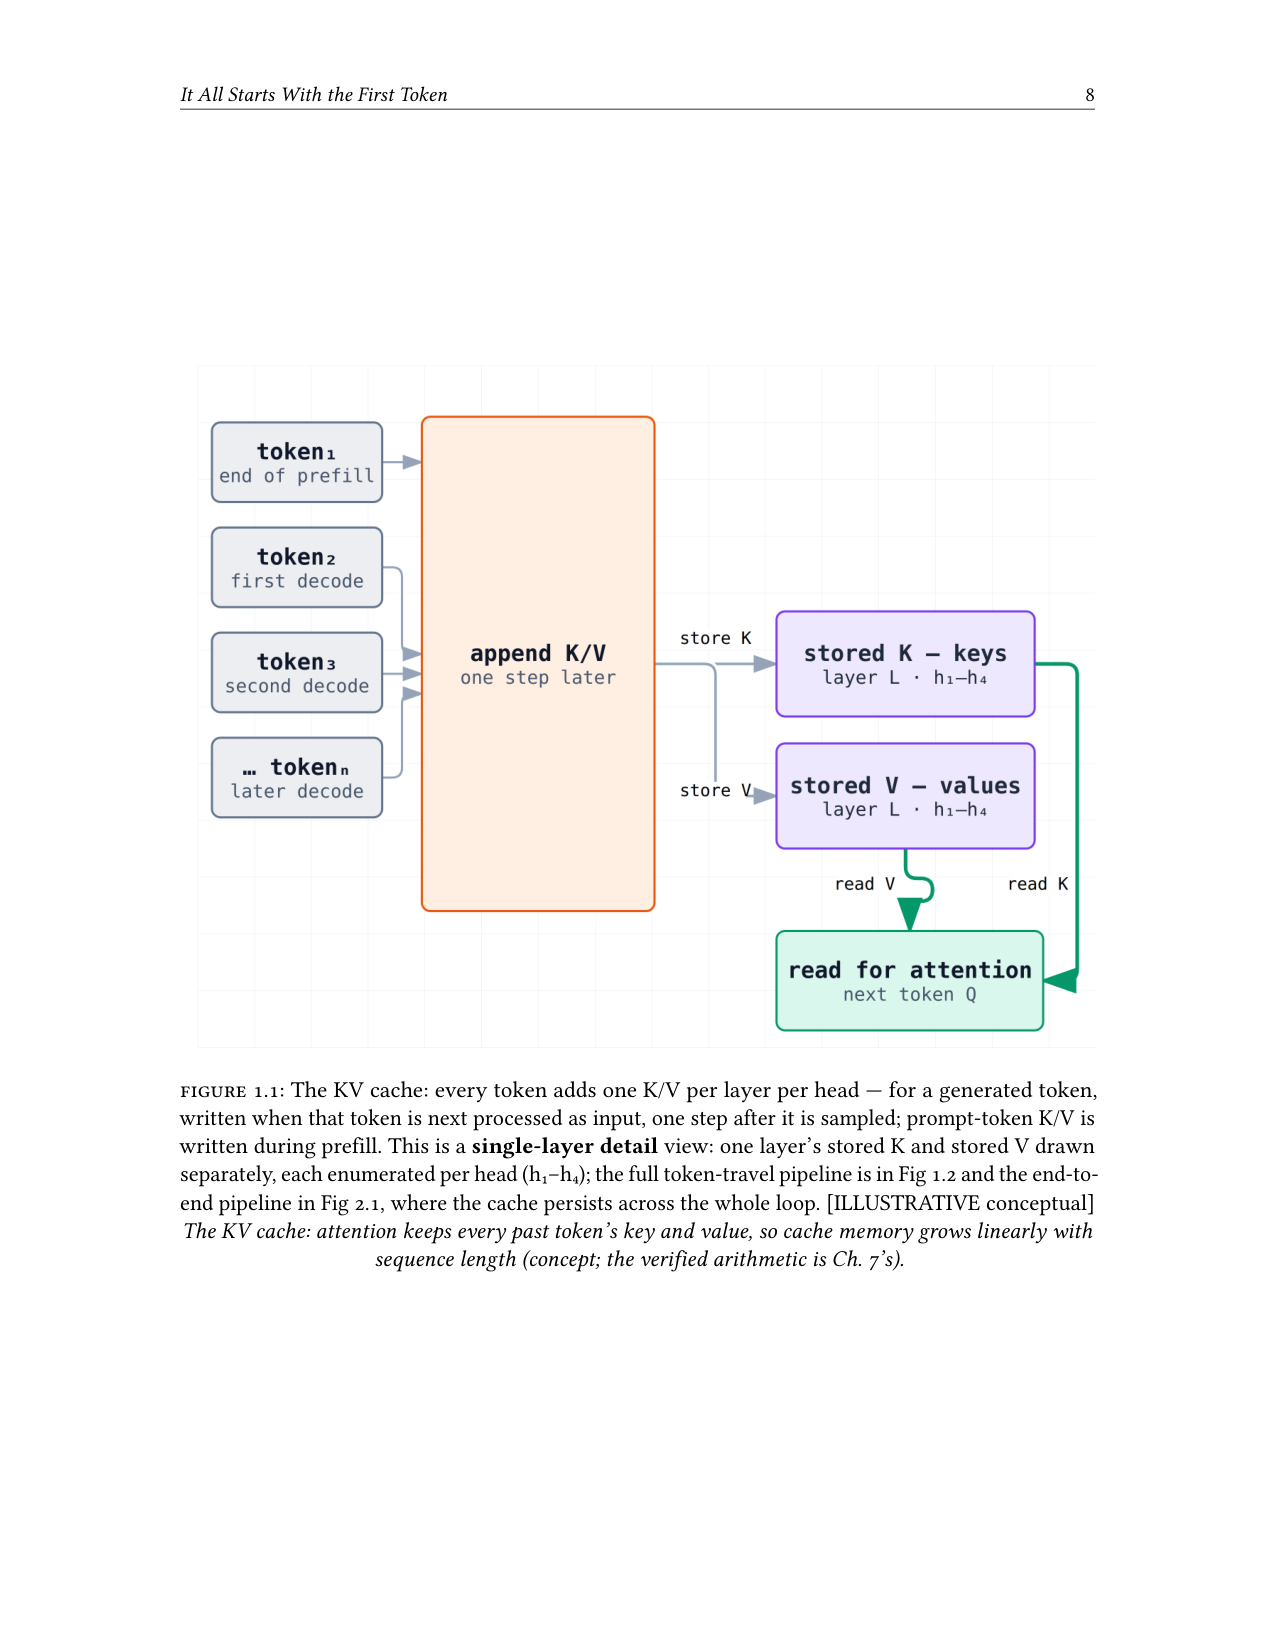 It All Starts With the First Token 8
token₁
end of prefill
token₂
first decode
token₃
second decode
… tokenₙ
later decode
append K/V
one step later
store K
store V
stored K — keys
layer L · h₁–h₄
stored V — values
layer L · h₁–h₄
read V
read K
read for attention
next token Q
FIGURE 1.1: The KV cache: every token adds one K/V per layer per head — for a generated token,
written when that token is next processed as input, one step after it is sampled; prompt-token K/V is
written during prefill. This is a single-layer detail view: one layer’s stored K and stored V drawn
separately, each enumerated per head (h₁–h₄); the full token-travel pipeline is in Fig 1.2 and the end-to-
end pipeline in Fig 2.1, where the cache persists across the whole loop. [ILLUSTRATIVE conceptual]
The KV cache: attention keeps every past token’s key and value, so cache memory grows linearly with
sequence length (concept; the verified arithmetic is Ch. 7’s).